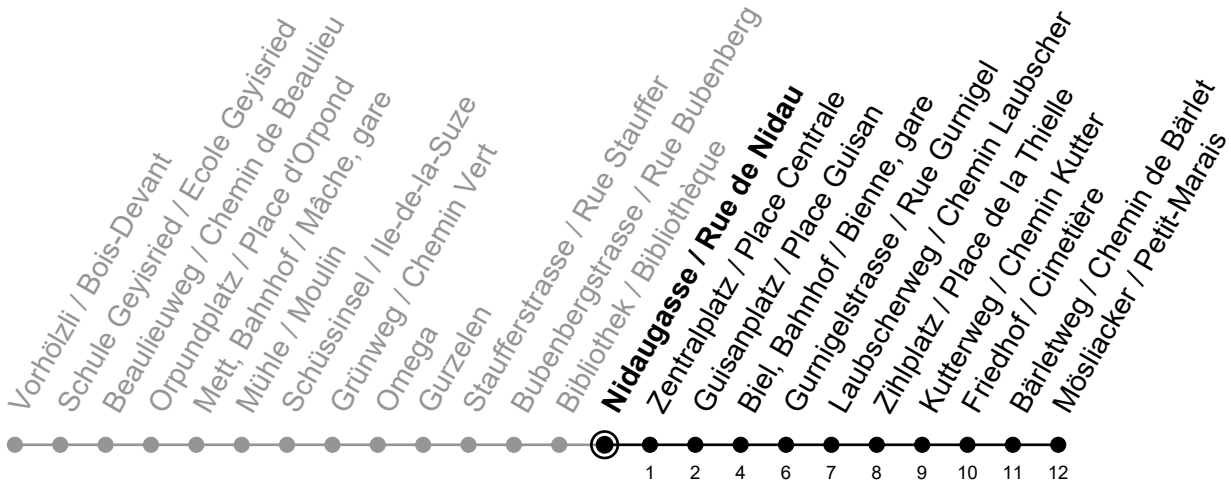 Vorhölzli / Bois-Devant
Schule Geyisried / Ecole Geyisried
Beaulieuweg / Chemin de Beaulieu
Orpundplatz / Place d'Orpond
Mett, Bahnhof / Mâche, gare
Mühle / Moulin
Schüssinsel / Ile-de-la-Suze
Grünweg / Chemin Vert
Omega
Gurzelen
Staufferstrasse / Rue Stauffer
Bubenbergstrasse / Rue Bubenberg
Bibliothek / Bibliothèque
Nidaugasse / Rue de Nidau
Zentralplatz / Place Centrale
Guisanplatz / Place Guisan
Biel, Bahnhof / Bienne, gare
Gurnigelstrasse / Rue Gurnigel
Laubscherweg / Chemin Laubscher
Zihlplatz / Place de la Thielle
Kutterweg / Chemin Kutter
Friedhof / Cimetière
Bärletweg / Chemin de Bärlet
Mösliacker / Petit-Marais
1 2 4 6 7 8 9 10 11 12